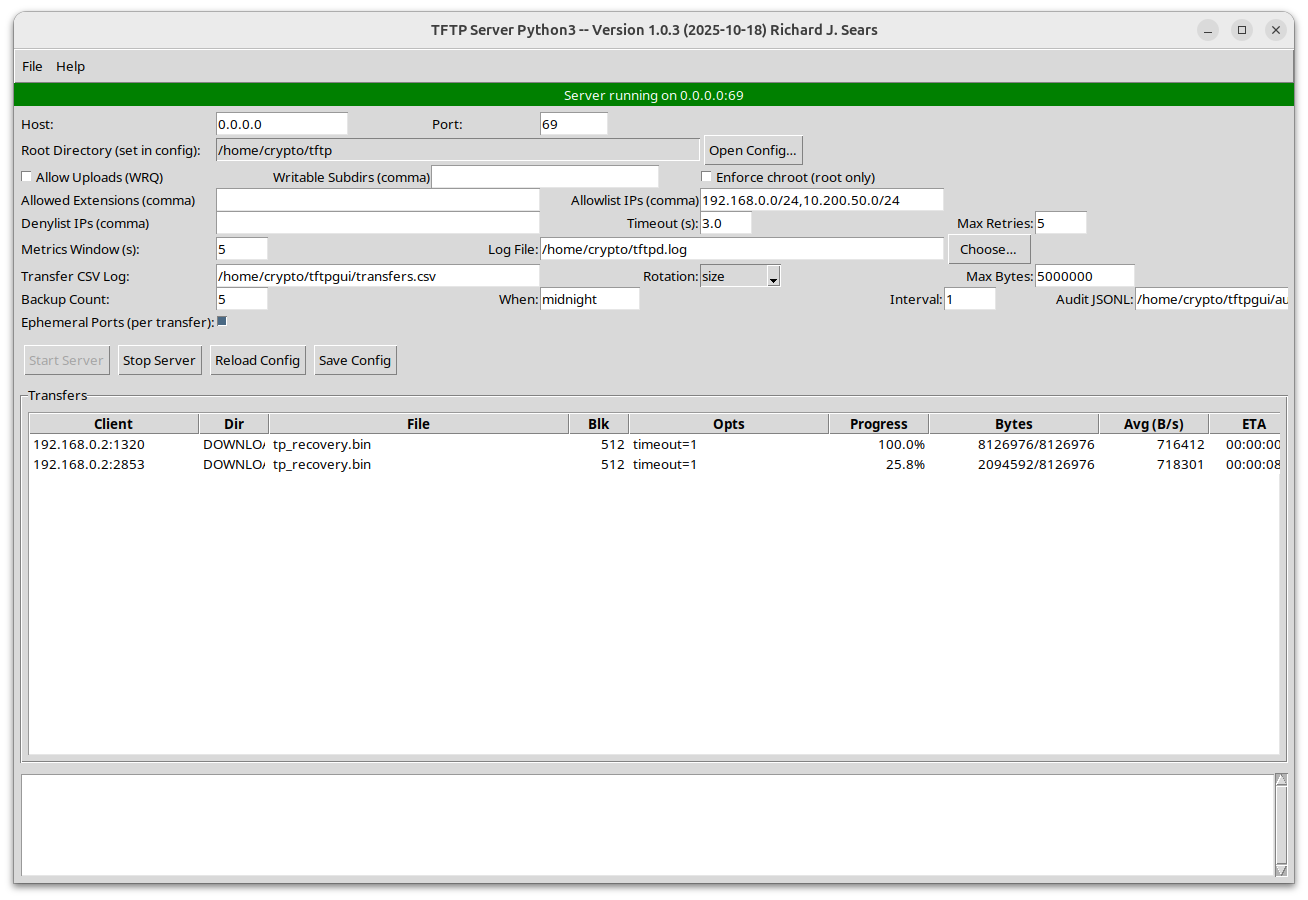 TFTP Server Python3 -- Version 1.0.3 (2025-10-18) Richard J. Sears
File Help
Server running on 0.0.0.0:69
Host: 0.0.0.0 Port: 69
Root Directory (set in config): /home/crypto/tftp Open Config...
Allow Uploads (WRQ) Writable Subdirs (comma) Enforce chroot (root only)
Allowed Extensions (comma) Allowlist IPs (comma) 192.168.0.0/24,10.200.50.0/24
Denylist IPs (comma) Timeout (s): 3.0 Max Retries: 5
Metrics Window (s): 5 Log File: /home/crypto/tftpd.log Choose...
Transfer CSV Log: /home/crypto/tftpgui/transfers.csv Rotation: size Max Bytes: 5000000
Backup Count: 5 When: midnight Interval: 1 Audit JSONL: /home/crypto/tftpgui/au
Ephemeral Ports (per transfer):
Start Server Stop Server Reload Config Save Config
Transfers
Client Dir File Blk Opts Progress Bytes Avg (B/s) ETA
192.168.0.2:1320 DOWNLOA tp_recovery.bin 512 timeout=1 100.0% 8126976/8126976 716412 00:00:00
192.168.0.2:2853 DOWNLOA tp_recovery.bin 512 timeout=1 25.8% 2094592/8126976 718301 00:00:08